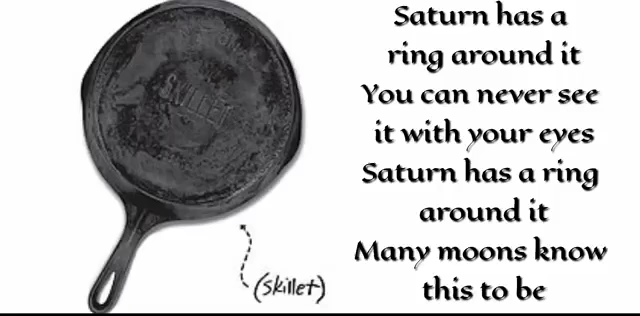 SKILLET
(skillet)
Saturn has a
ring around it
You can never see
it with your eyes
Saturn has a ring
around it
Many moons know
this to be